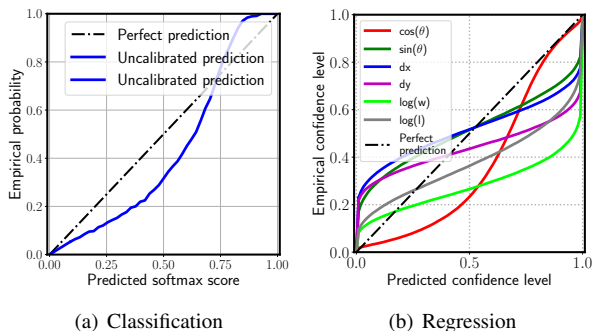 1.0
0.8
0.6
0.4
0.2
0.0
Empirical probability
Perfect prediction
Uncalibrated prediction
Uncalibrated prediction
0.00
0.25
0.50
0.75
1.00
Predicted softmax score
(a) Classification
1.0
0.8
0.6
0.4
0.2
0.0
Empirical confidence level
cos(θ)
sin(θ)
dx
dy
log(w)
log(l)
Perfect
prediction
0.5
1.0
Predicted confidence level
(b) Regression